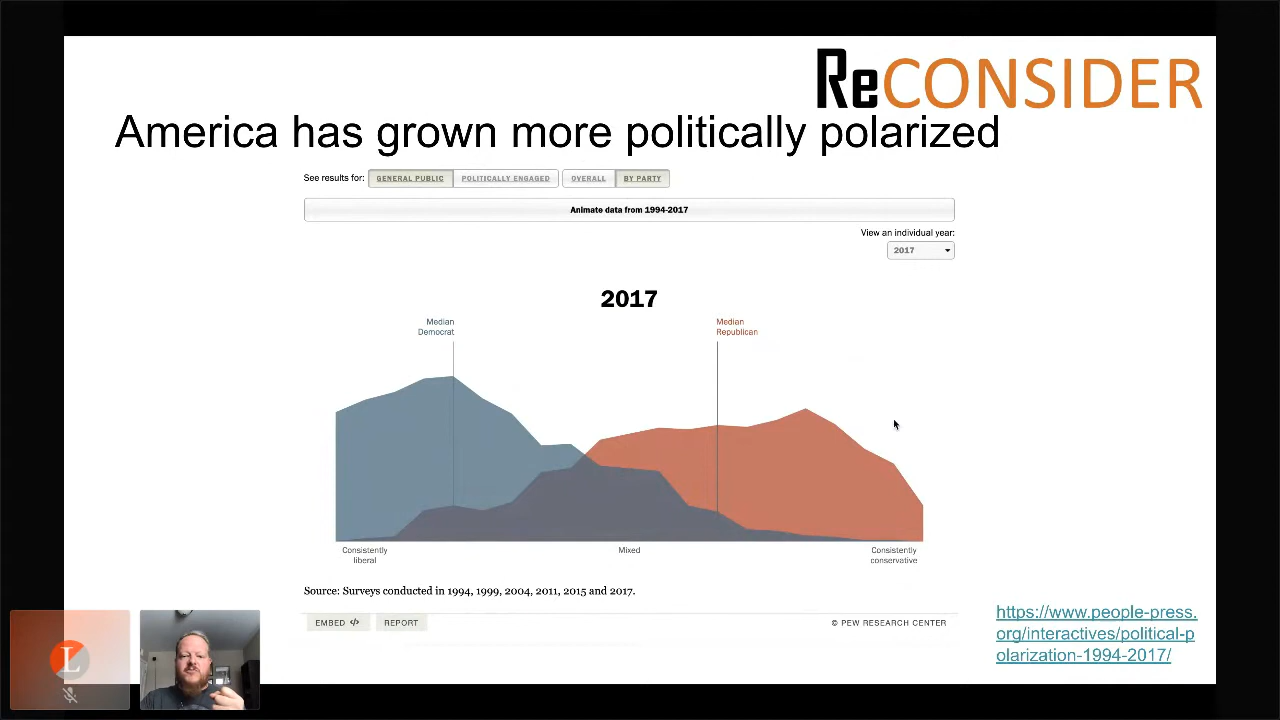 ReCONSIDER
America has grown more politically polarized
See results for: GENERAL PUBLIC POLITICALLY ENGAGED OVERALL BY PARTY
Animate data from 1994-2017
View an individual year:
2017
2017
Median
Democrat
Median
Republican
Consistently
liberal
Mixed
Consistently
conservative
Source: Surveys conducted in 1994, 1999, 2004, 2011, 2015 and 2017.
EMBED </> REPORT
© PEW RESEARCH CENTER
https://www.people-press.
org/interactives/political-p
olarization-1994-2017/
L